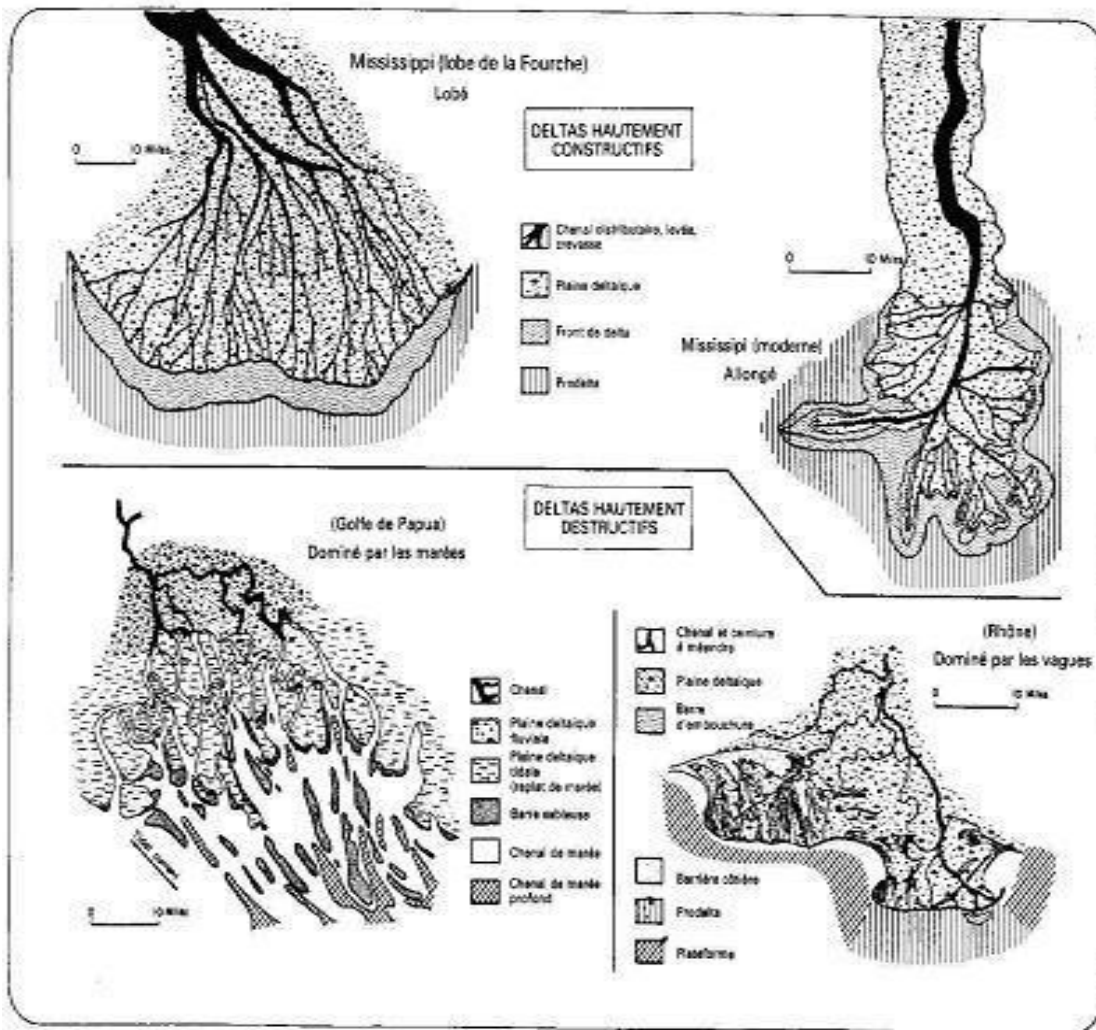 Mississippi (lobe de la Fourche)
Lobé
0 10 Miles
DELTAS HAUTEMENT
CONSTRUCTIFS
Chenal distributaire, levée,
crevasse
Plaine deltaïque
Front de delta
Prodelta
0 10 Miles
Mississipi (moderne)
Allongé
DELTAS HAUTEMENT
DESTRUCTIFS
(Golfe de Papua)
Dominé par les marées
Chenal
Plaine deltaïque
fluviale
Plaine deltaïque
tidale
(replat de marée)
Barre sableuse
Chenal de marée
Chenal de marée
profond
0 10 Miles
Chenal et ceinture
à méandre
Plaine deltaïque
Barre
d'embouchure
(Rhône)
Dominé par les vagues
0 10 Miles
Barrière côtière
Prodelta
Plateforme